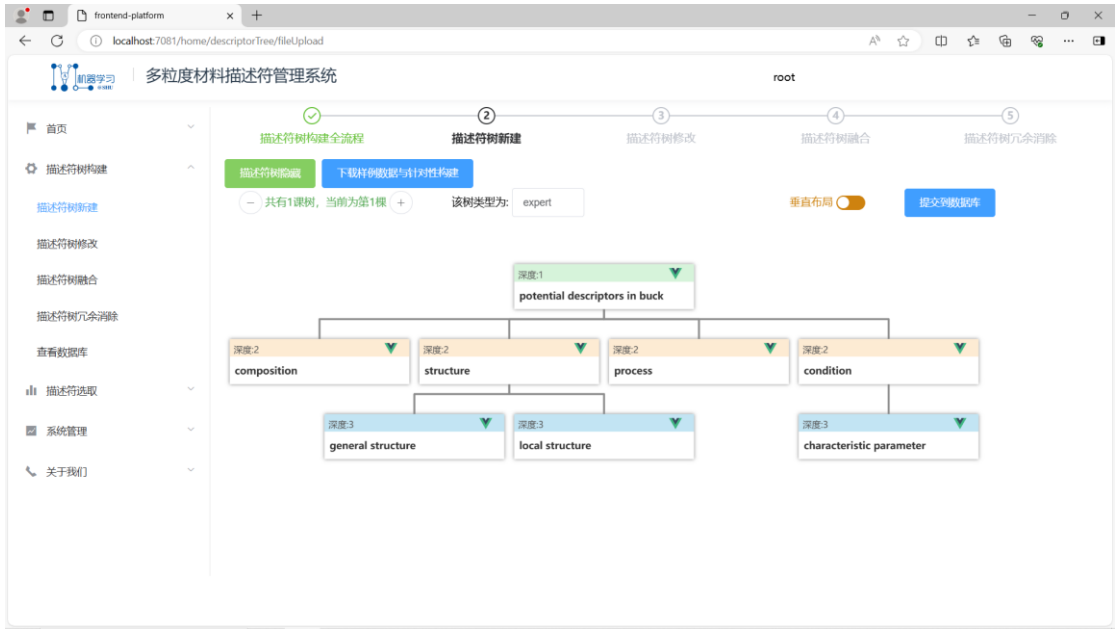 frontend-platform
localhost:7081/home/descriptorTree/fileUpload
机器学习 多粒度材料描述符管理系统 root
首页
描述符树构建
描述符树新建
描述符树修改
描述符树融合
描述符树冗余消除
查看数据库
描述符选取
系统管理
关于我们
描述符树构建全流程
2 描述符树新建
3 描述符树修改
4 描述符树融合
5 描述符树冗余消除
描述符树隐藏 下载样例数据与针对性构建
共有1课树，当前为第1棵 该树类型为: expert 垂直布局 提交到数据库
深度:1
potential descriptors in buck
深度:2
composition
深度:2
structure
深度:2
process
深度:2
condition
深度:3
general structure
深度:3
local structure
深度:3
characteristic parameter